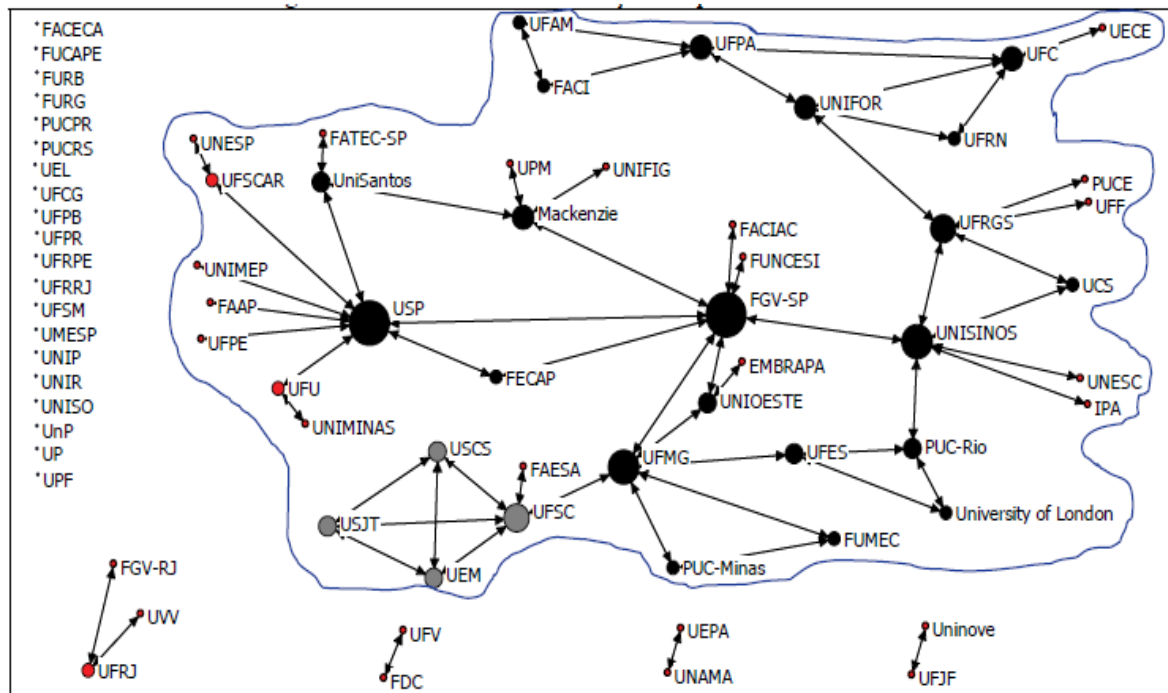 *FACECA
*FUCAPE
*FURB
*FURG
*PUCPR
*PUCRS
*UEL
*UFCG
*UFPB
*UFPR
*UFRPE
*UFRRJ
*UFSM
*UMESP
*UNIP
*UNIR
*UNISO
*UnP
*UP
*UPF
UFAM
UFPA
UFC
UECE
FACI
UNIFOR
UFRN
UNESP
FATEC-SP
UFSCAR
UniSantos
UPM
UNIFIG
Mackenzie
PUCE
UFF
UFRGS
FACIAC
FUNCESI
UNIMEP
FAAP
USP
FGV-SP
UCS
UFPE
UNISINOS
FECAP
EMBRAPA
UNESC
UFU
UNIOESTE
IPA
UNIMINAS
USCS
FAESA
UFMG
UFES
PUC-Rio
USJT
UFSC
University of London
FUMEC
UEM
PUC-Minas
FGV-RJ
UVV
UFRJ
UFV
FDC
UEPA
UNAMA
Uninove
UFJF